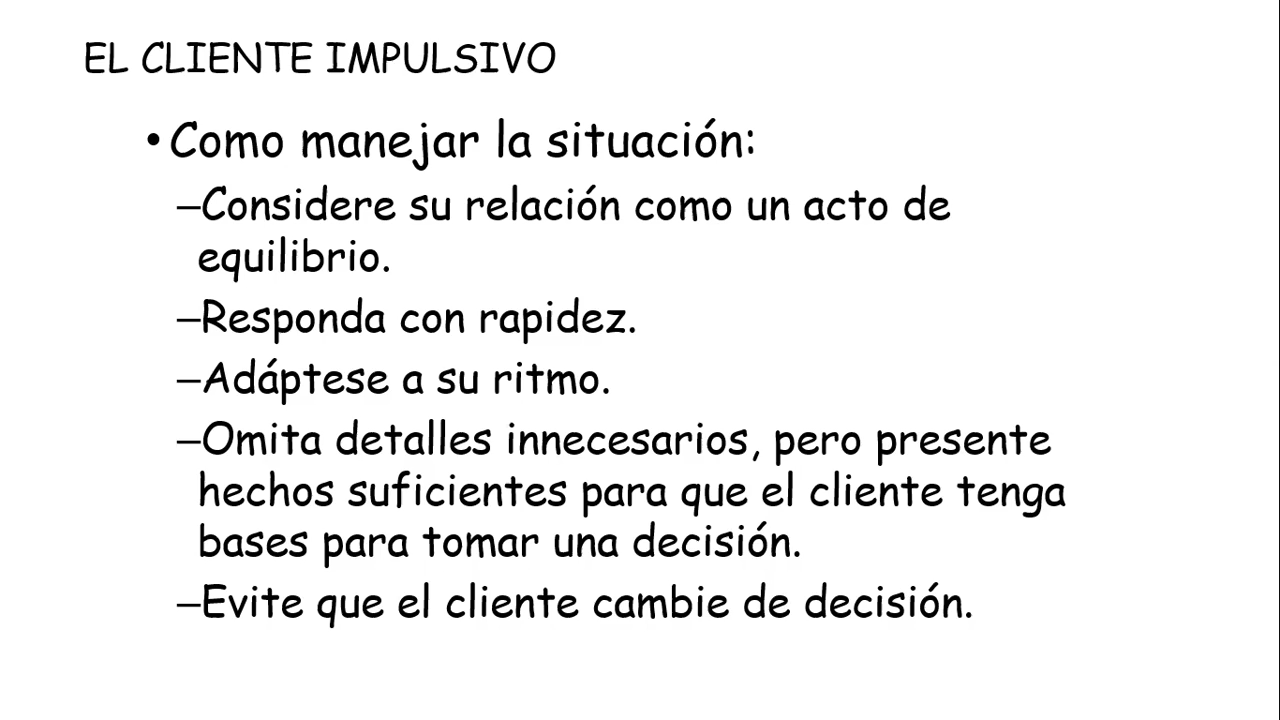 EL CLIENTE IMPULSIVO
• Como manejar la situación:
–Considere su relación como un acto de
equilibrio.
–Responda con rapidez.
–Adáptese a su ritmo.
–Omita detalles innecesarios, pero presente
hechos suficientes para que el cliente tenga
bases para tomar una decisión.
–Evite que el cliente cambie de decisión.